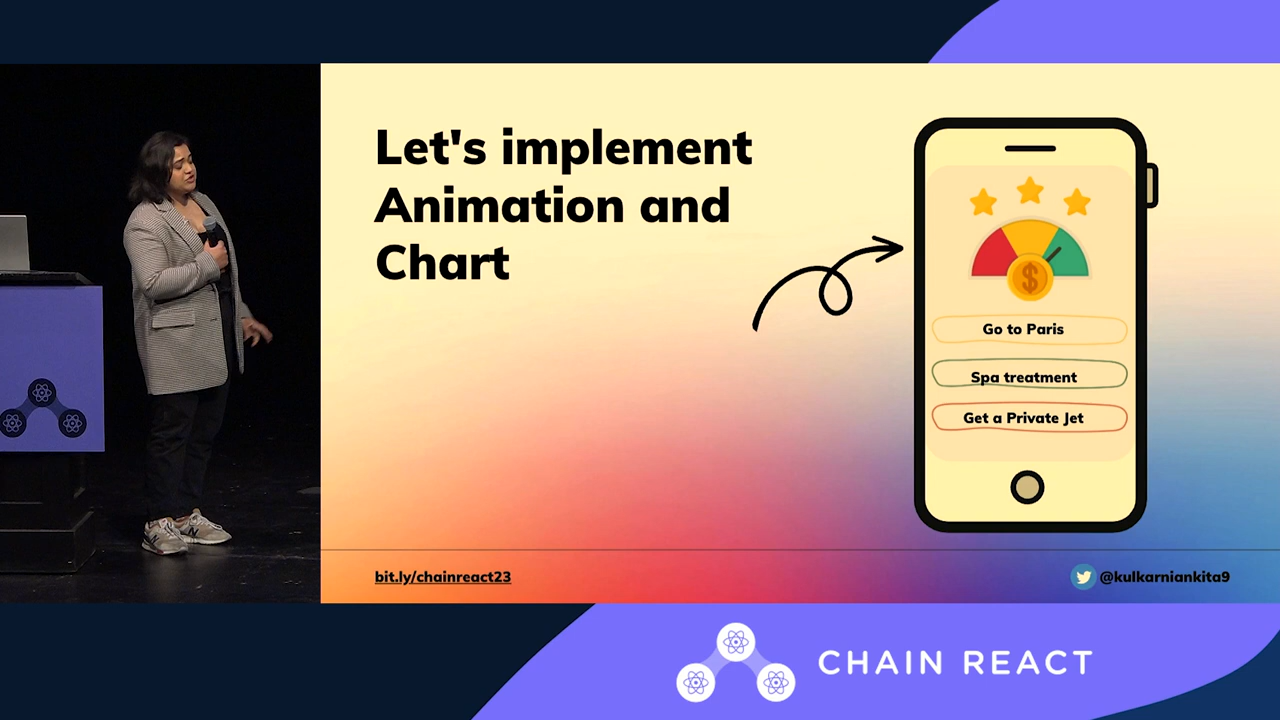 Let's implement
Animation and
Chart
Go to Paris
Spa treatment
Get a Private Jet
bit.ly/chainreact23
@kulkarniankita9
CHAIN REACT